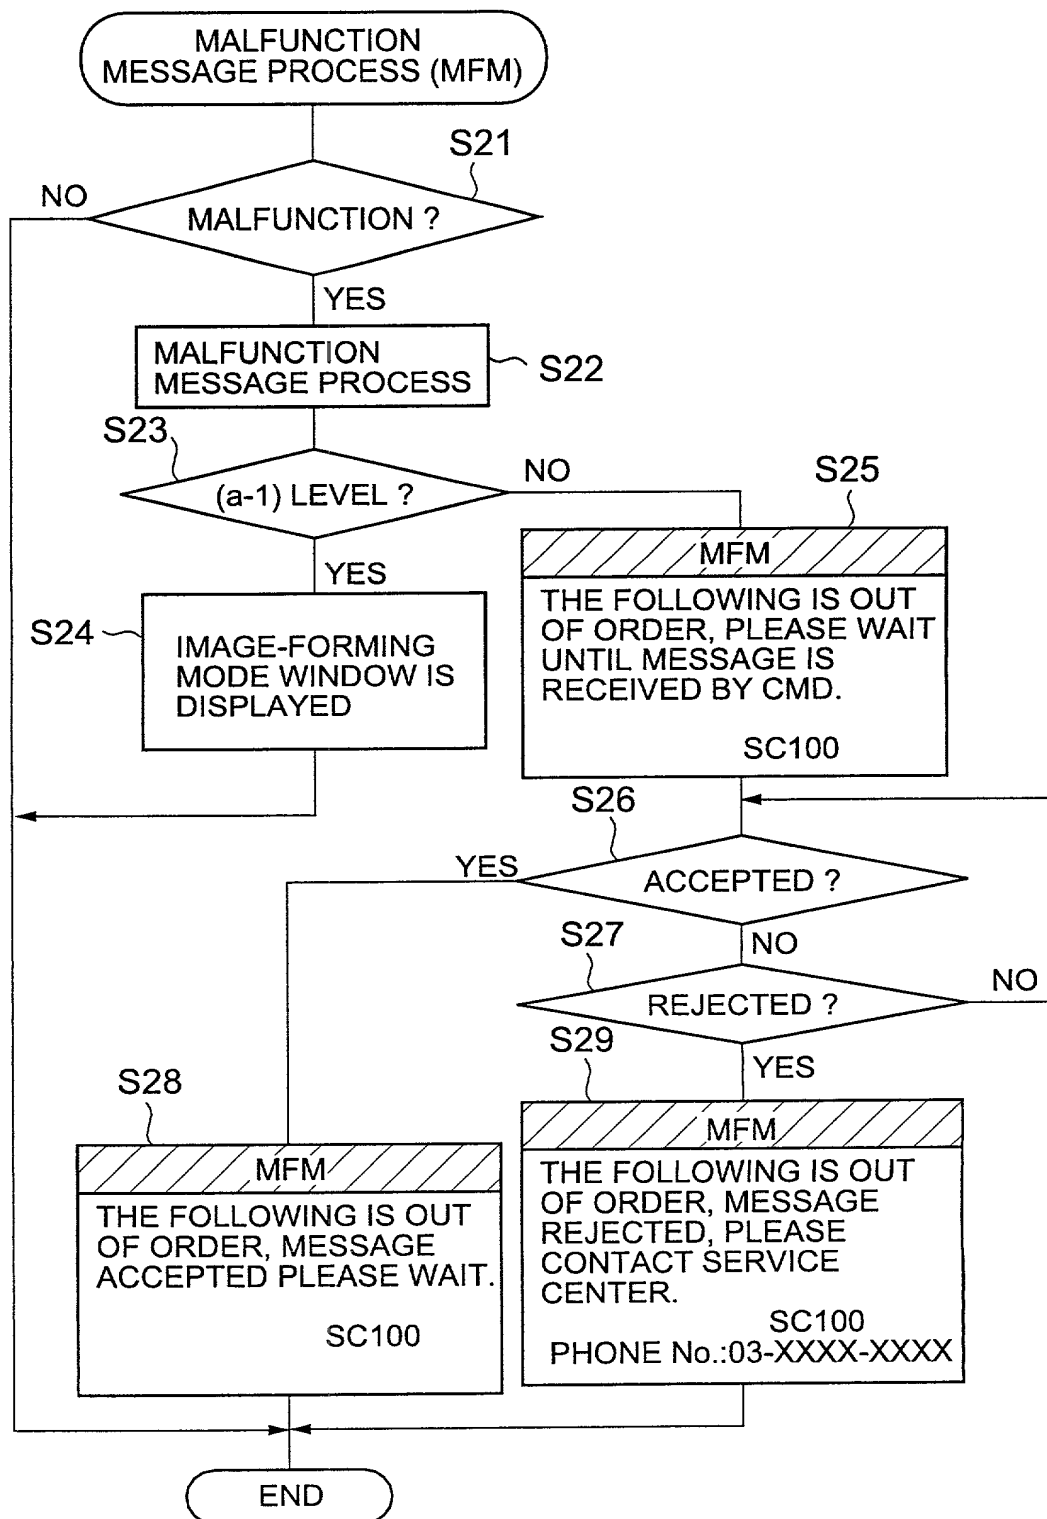 MALFUNCTION
MESSAGE PROCESS (MFM)
S21
NO
MALFUNCTION ?
YES
MALFUNCTION
MESSAGE PROCESS
S22
S23
(a-1) LEVEL ?
NO
S25
YES
MFM
THE FOLLOWING IS OUT
OF ORDER, PLEASE WAIT
UNTIL MESSAGE IS
RECEIVED BY CMD.
SC100
S24
IMAGE-FORMING
MODE WINDOW IS
DISPLAYED
S26
YES
ACCEPTED ?
NO
S27
REJECTED ?
NO
S29
YES
S28
MFM
THE FOLLOWING IS OUT
OF ORDER, MESSAGE
ACCEPTED PLEASE WAIT.
SC100
MFM
THE FOLLOWING IS OUT
OF ORDER, MESSAGE
REJECTED, PLEASE
CONTACT SERVICE
CENTER.
SC100
PHONE No.:03-XXXX-XXXX
END